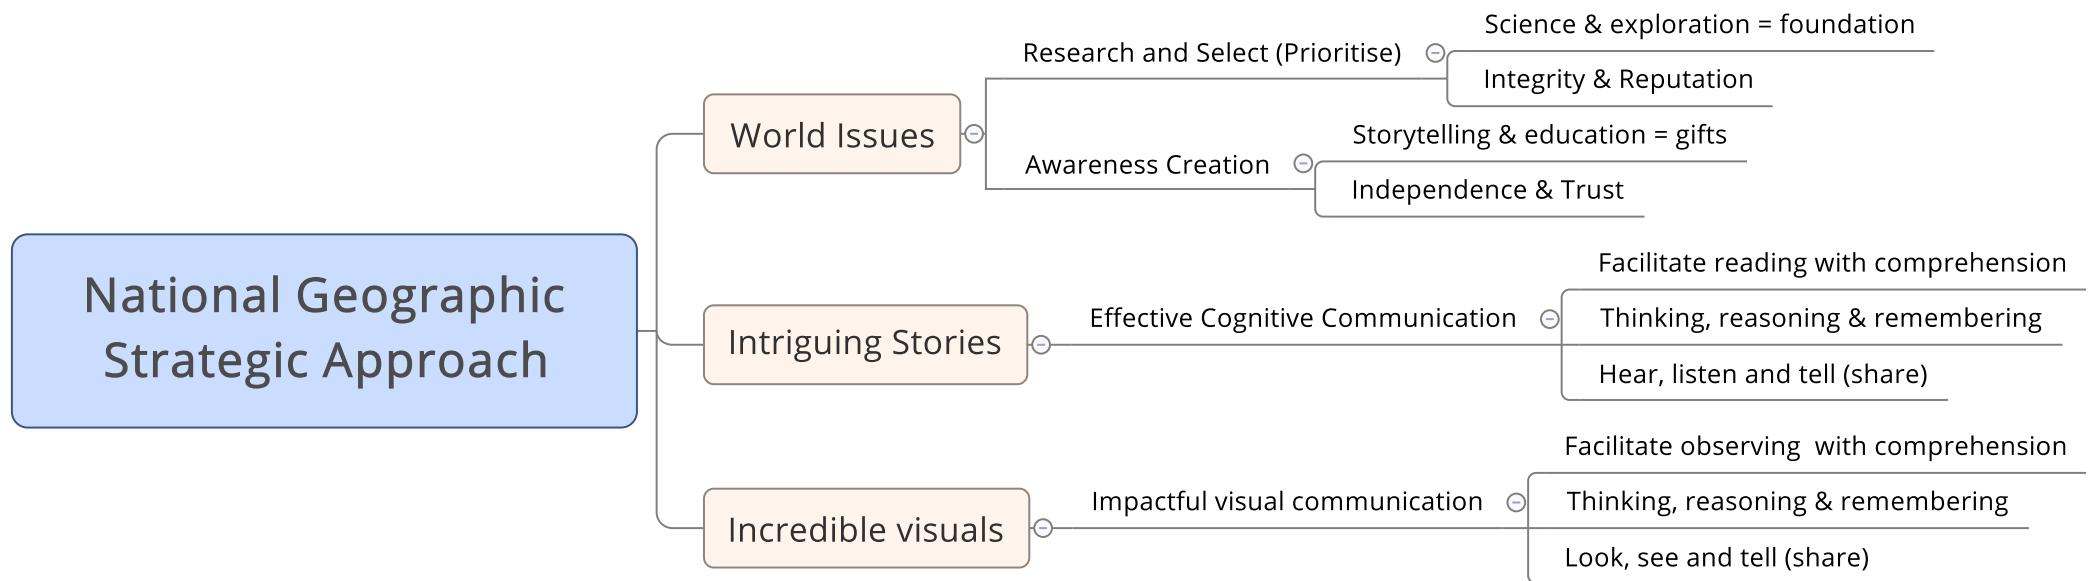 National Geographic
Strategic Approach
World Issues
Research and Select (Prioritise)
Science & exploration = foundation
Integrity & Reputation
Awareness Creation
Storytelling & education = gifts
Independence & Trust
Intriguing Stories
Effective Cognitive Communication
Facilitate reading with comprehension
Thinking, reasoning & remembering
Hear, listen and tell (share)
Incredible visuals
Impactful visual communication
Facilitate observing  with comprehension
Thinking, reasoning & remembering
Look, see and tell (share)